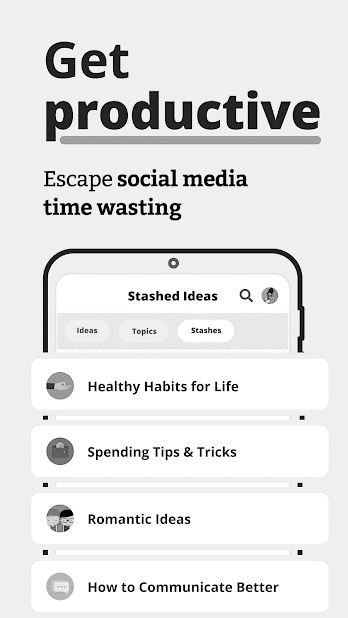 Get
productive
Escape social media
time wasting
Stashed Ideas
Ideas Topics Stashes
Healthy Habits for Life
Spending Tips & Tricks
Romantic Ideas
How to Communicate Better